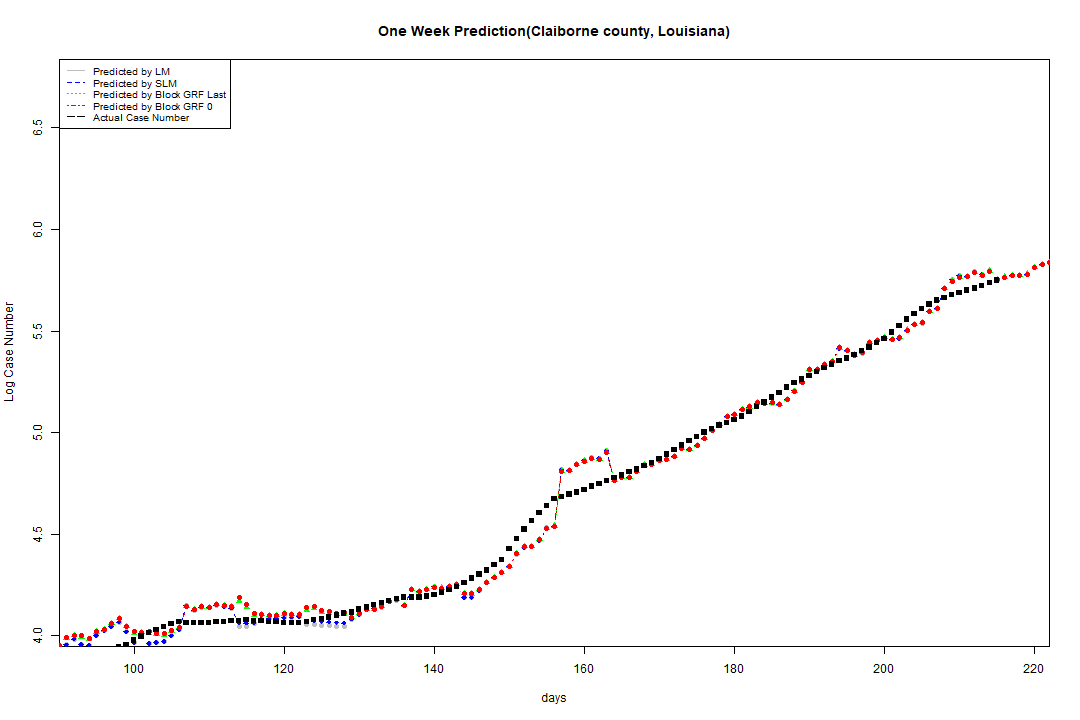 One Week Prediction(Claiborne county, Louisiana)
Predicted by LM
Predicted by SLM
Predicted by Block GRF Last
Predicted by Block GRF 0
Actual Case Number
Log Case Number
6.5
6.0
5.5
5.0
4.5
4.0
100 120 140 160 180 200 220
days